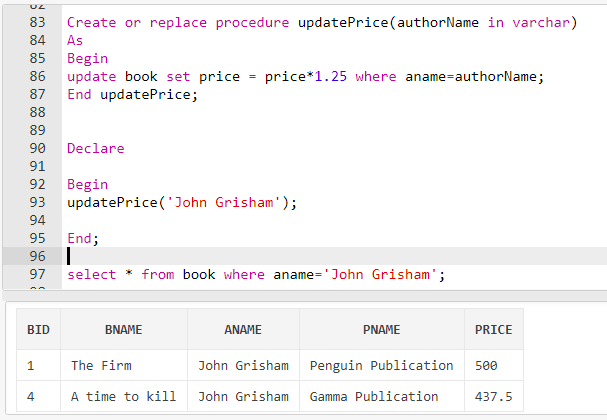 83 Create or replace procedure updatePrice(authorName in varchar)
84 As
85 Begin
86 update book set price = price*1.25 where aname=authorName;
87 End updatePrice;
88
89
90 Declare
91
92 Begin
93 updatePrice('John Grisham');
94
95 End;
96
97 select * from book where aname='John Grisham';
BID BNAME ANAME PNAME PRICE
1 The Firm John Grisham Penguin Publication 500
4 A time to kill John Grisham Gamma Publication 437.5